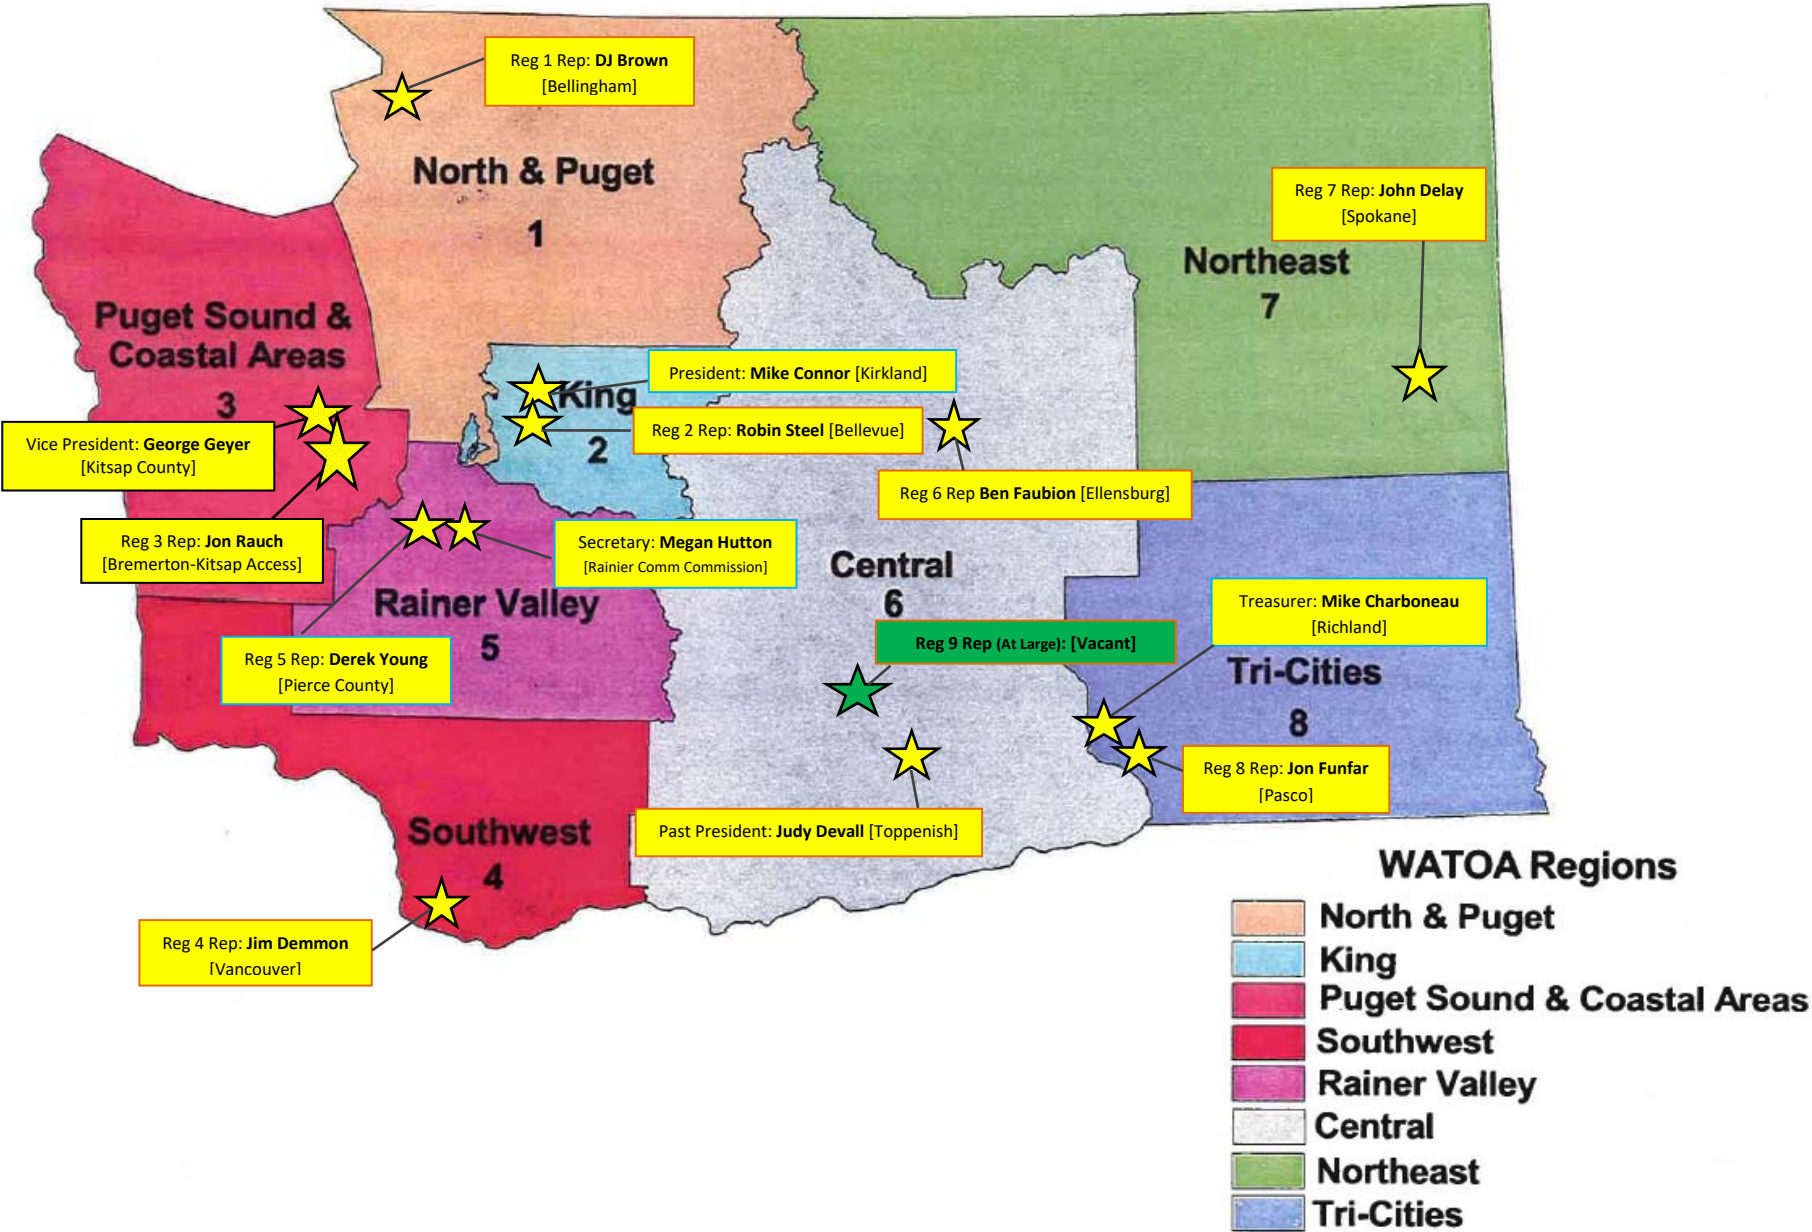 Reg 1 Rep: DJ Brown
[Bellingham]
North & Puget
1
Reg 7 Rep: John Delay
[Spokane]
Northeast
7
Puget Sound &
Coastal Areas
3
President: Mike Connor [Kirkland]
King
2
Reg 2 Rep: Robin Steel [Bellevue]
Vice President: George Geyer
[Kitsap County]
Reg 6 Rep Ben Faubion [Ellensburg]
Reg 3 Rep: Jon Rauch
[Bremerton-Kitsap Access]
Secretary: Megan Hutton
[Rainier Comm Commission]
Central
6
Rainer Valley
5
Treasurer: Mike Charboneau
[Richland]
Reg 9 Rep (At Large): [Vacant]
Reg 5 Rep: Derek Young
[Pierce County]
Tri-Cities
8
Reg 8 Rep: Jon Funfar
[Pasco]
Past President: Judy Devall [Toppenish]
Southwest
4
Reg 4 Rep: Jim Demmon
[Vancouver]
WATOA Regions
North & Puget
King
Puget Sound & Coastal Areas
Southwest
Rainer Valley
Central
Northeast
Tri-Cities